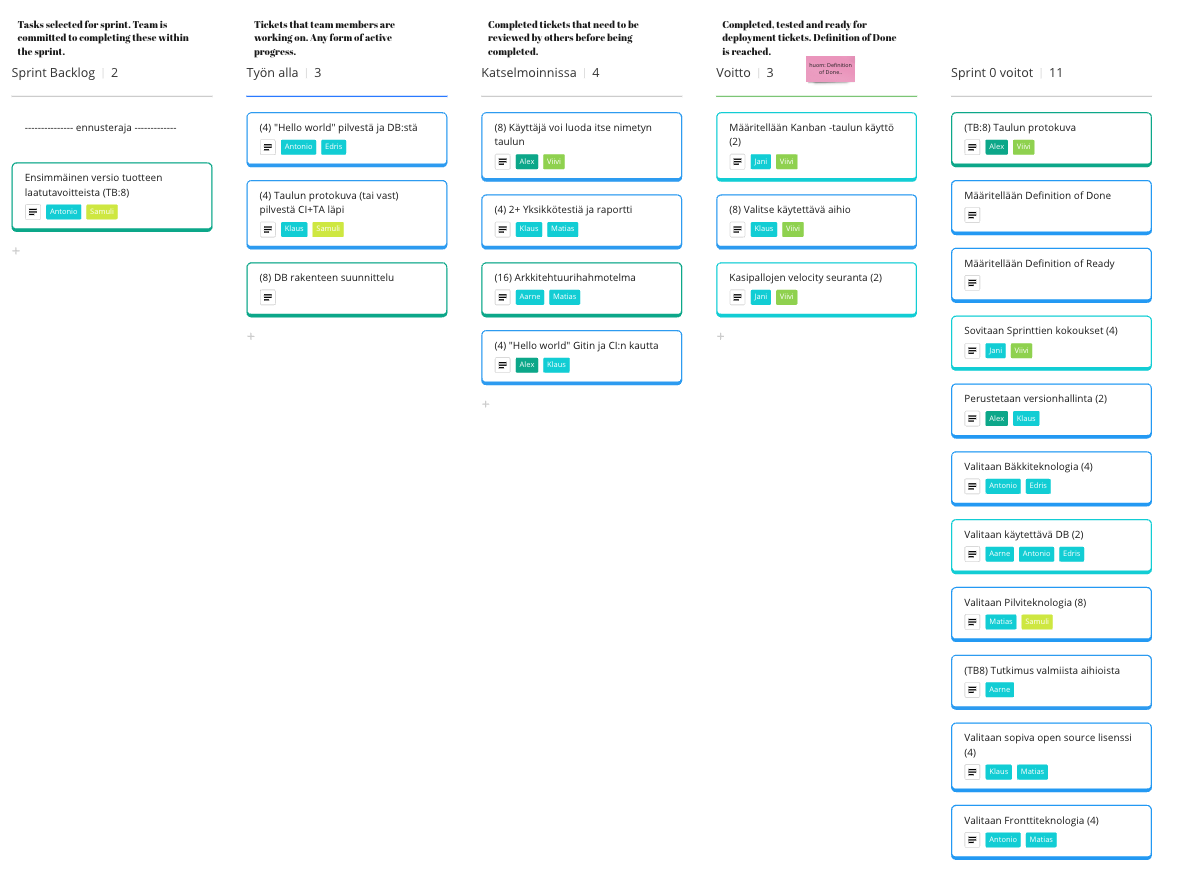 Tasks selected for sprint. Team is
committed to completing these within
the sprint.
Sprint Backlog | 2
--------------- ennusteraja -------------
Ensimmäinen versio tuotteen
laatutavoitteista (TB:8)
Antonio Samuli
+
Tickets that team members are
working on. Any form of active
progress.
Työn alla | 3
(4) "Hello world" pilvestä ja DB:stä
Antonio Edris
(4) Taulun protokuva (tai vast)
pilvestä CI+TA läpi
Klaus Samuli
(8) DB rakenteen suunnittelu
+
Completed tickets that need to be
reviewed by others before being
completed.
Katselmoinnissa | 4
(8) Käyttäjä voi luoda itse nimetyn
taulun
Alex Viivi
(4) 2+ Yksikkötestiä ja raportti
Klaus Matias
(16) Arkkitehtuurihahmotelma
Aarne Matias
(4) "Hello world" Gitin ja CI:n kautta
Alex Klaus
+
Completed, tested and ready for
deployment tickets. Definition of Done
is reached.
Voitto | 3
huom: Definition
of Done..
Määritellään Kanban -taulun käyttö
(2)
Jani Viivi
(8) Valitse käytettävä aihio
Klaus Viivi
Kasipallojen velocity seuranta (2)
Jani Viivi
+
Sprint 0 voitot | 11
(TB:8) Taulun protokuva
Alex Viivi
Määritellään Definition of Done
Määritellään Definition of Ready
Sovitaan Sprinttien kokoukset (4)
Jani Viivi
Perustetaan versionhallinta (2)
Alex Klaus
Valitaan Bäkkiteknologia (4)
Antonio Edris
Valitaan käytettävä DB (2)
Aarne Antonio Edris
Valitaan Pilviteknologia (8)
Matias Samuli
(TB8) Tutkimus valmiista aihioista
Aarne
Valitaan sopiva open source lisenssi
(4)
Klaus Matias
Valitaan Fronttiteknologia (4)
Antonio Matias